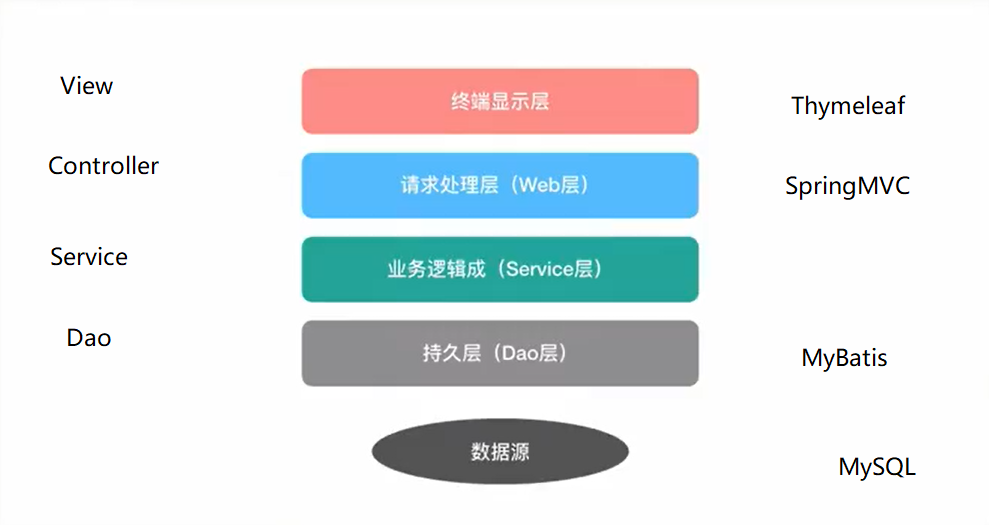 View
终端显示层
Thymeleaf
Controller
请求处理层（Web层）
SpringMVC
Service
业务逻辑成（Service层）
Dao
持久层（Dao层）
MyBatis
数据源
MySQL